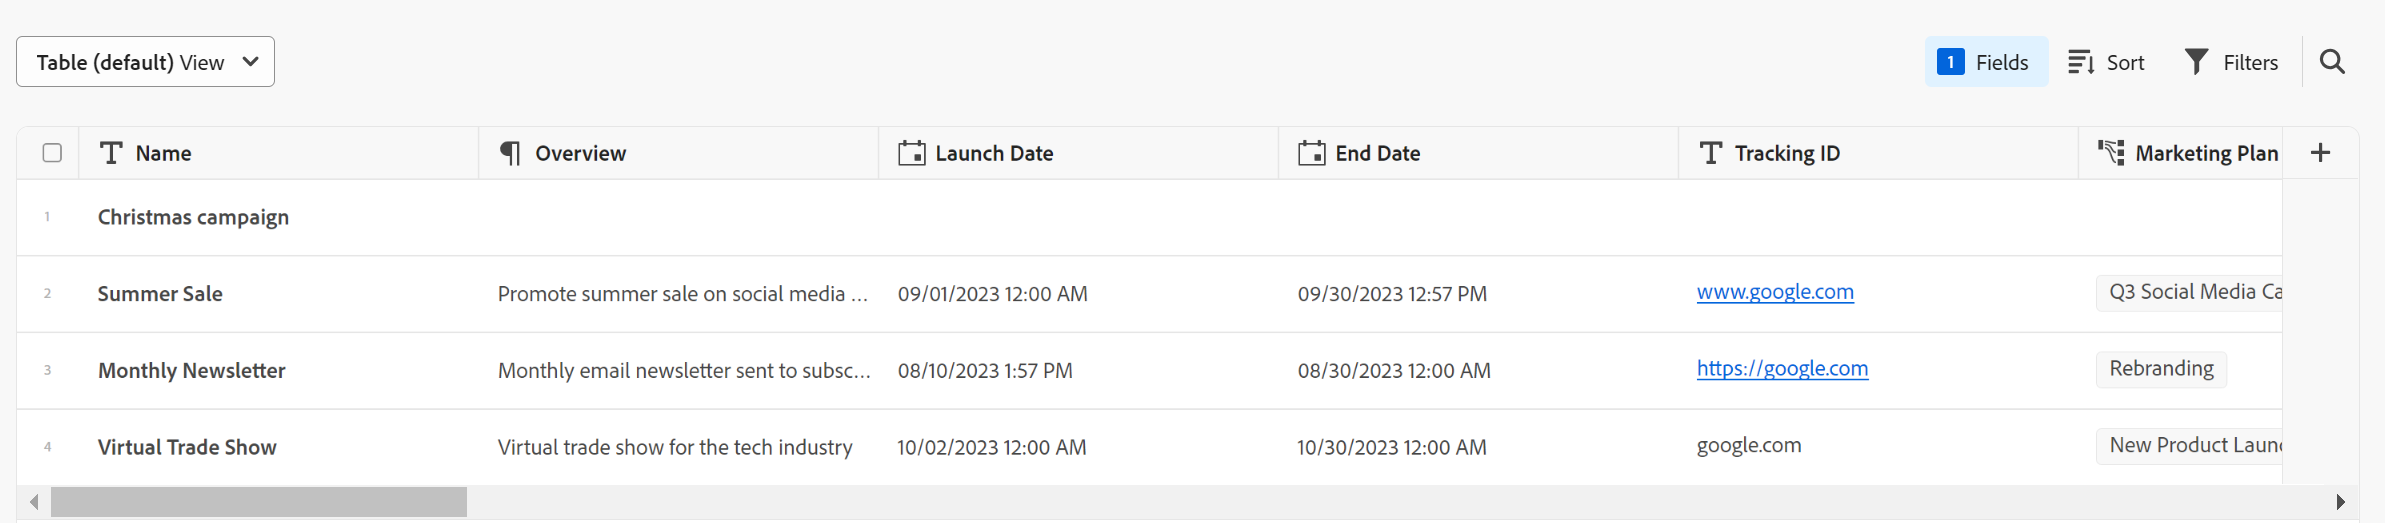 Table (default) View
1 Fields Sort Filters
Name Overview Launch Date End Date Tracking ID Marketing Plan
1 Christmas campaign
2 Summer Sale Promote summer sale on social media ... 09/01/2023 12:00 AM 09/30/2023 12:57 PM www.google.com Q3 Social Media Ca
3 Monthly Newsletter Monthly email newsletter sent to subsc... 08/10/2023 1:57 PM 08/30/2023 12:00 AM https://google.com Rebranding
4 Virtual Trade Show Virtual trade show for the tech industry 10/02/2023 12:00 AM 10/30/2023 12:00 AM google.com New Product Laun